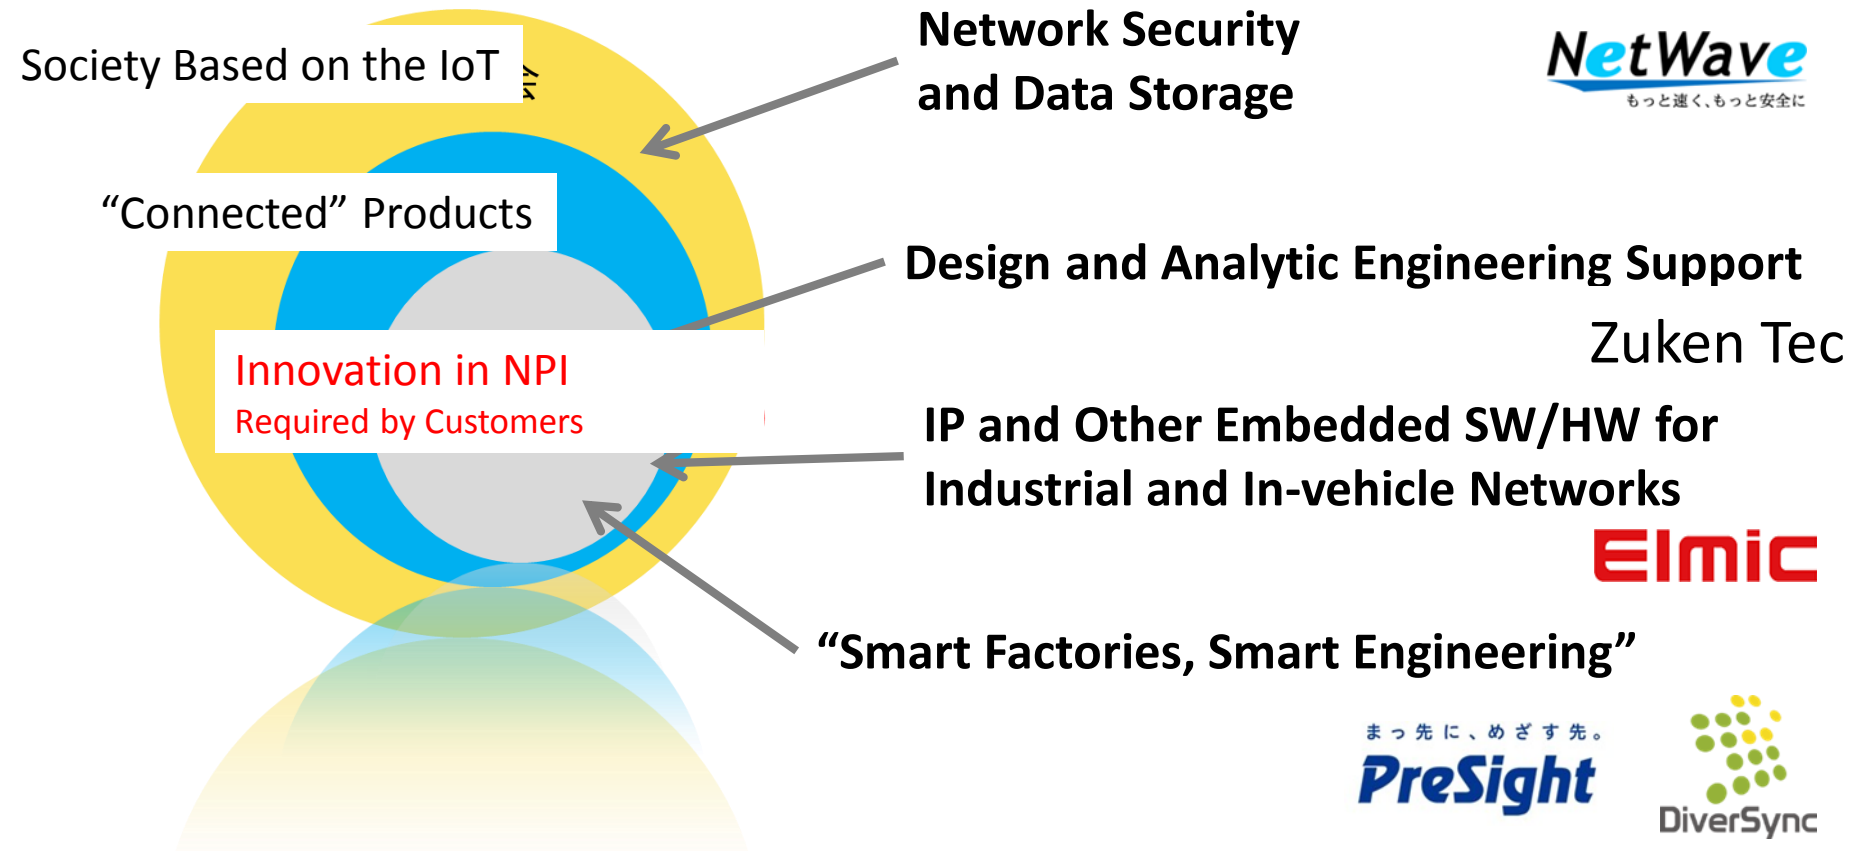 Society Based on the IoT
“Connected” Products
Innovation in NPI
Required by Customers
Network Security
and Data Storage
NetWave
もっと速く、もっと安全に
Design and Analytic Engineering Support
Zuken Tec
IP and Other Embedded SW/HW for
Industrial and In-vehicle Networks
Elmic
“Smart Factories, Smart Engineering”
まっ先に、めざす先。
PreSight
DiverSync